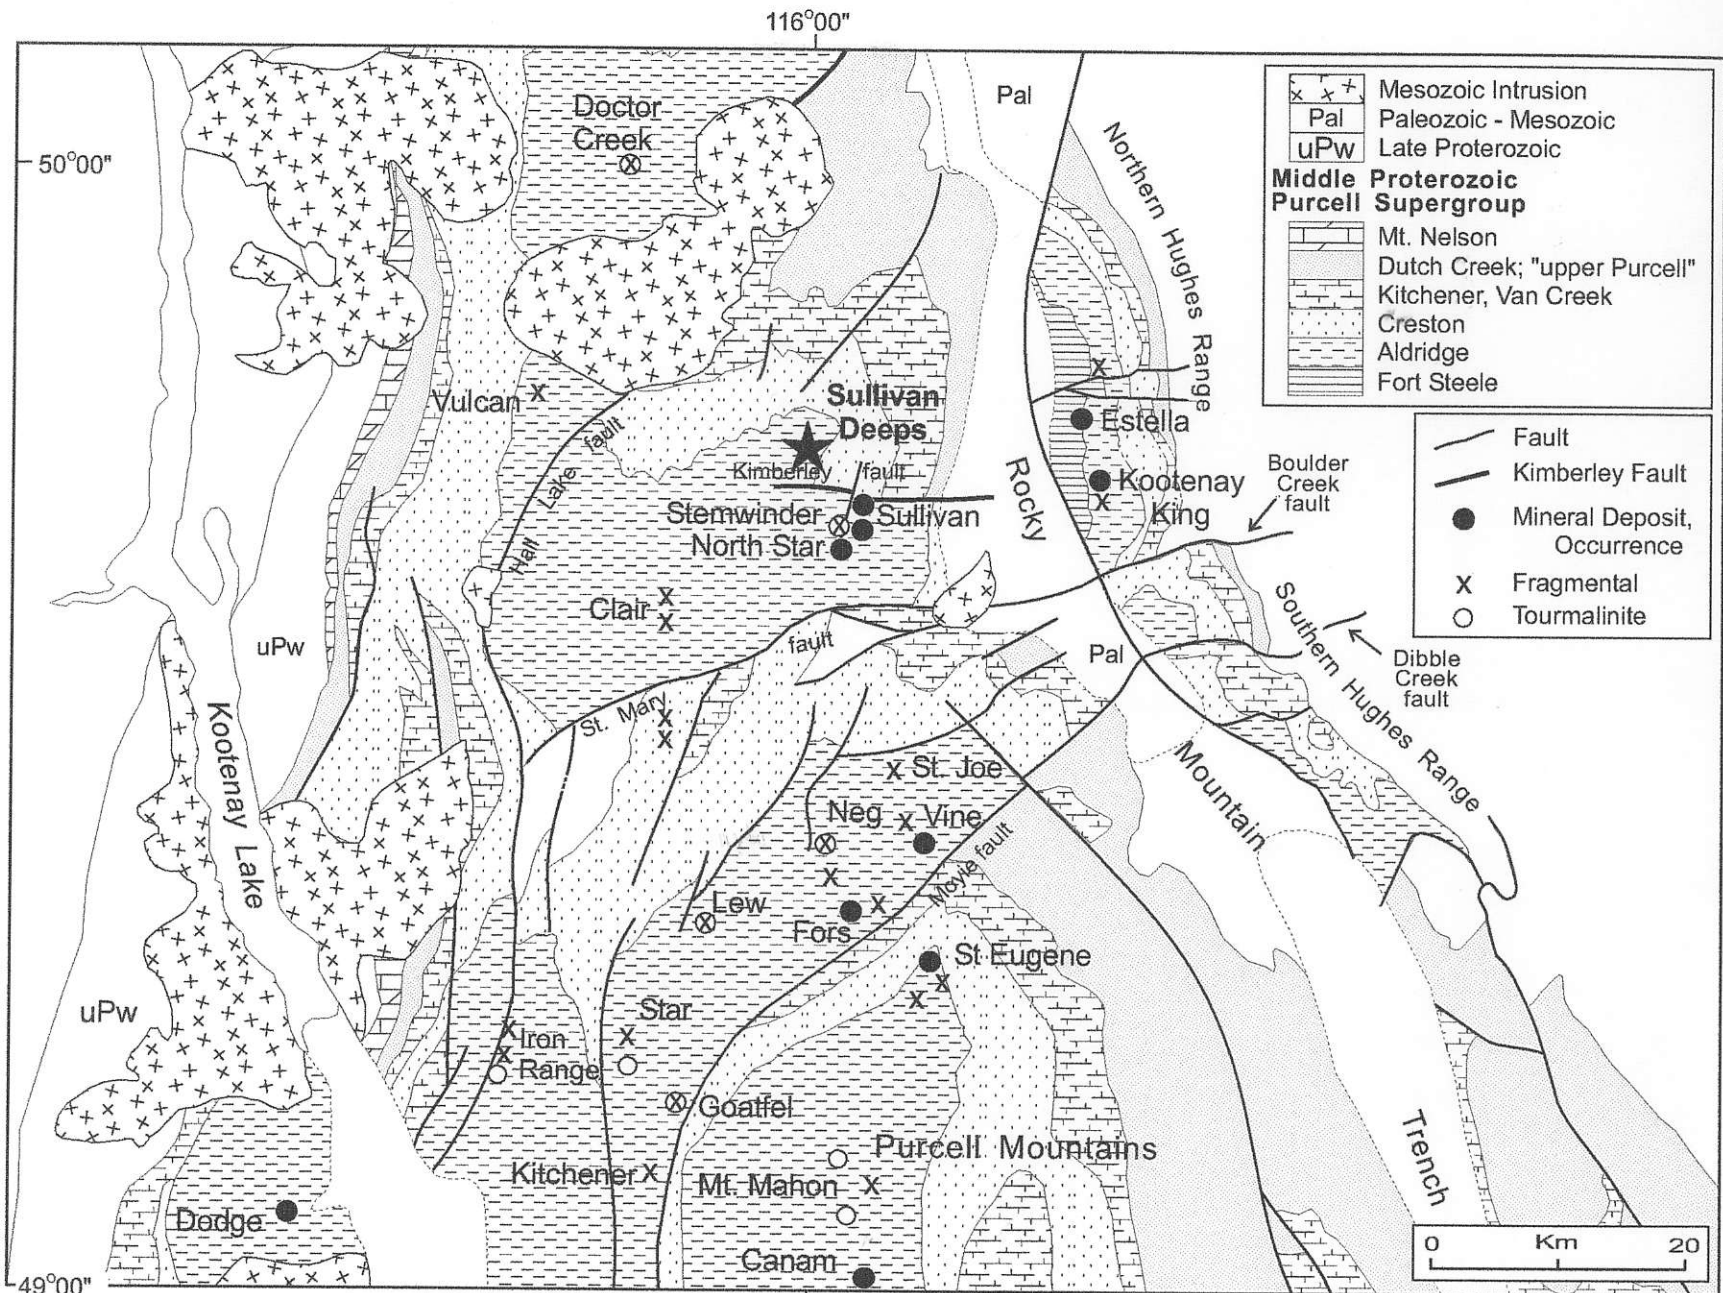 116°00"
50°00"
49°00"
Doctor
Creek
Pal
Northern Hughes Range
Mesozoic Intrusion
Pal
Paleozoic - Mesozoic
uPw
Late Proterozoic
Middle Proterozoic
Purcell Supergroup
Mt. Nelson
Dutch Creek; "upper Purcell"
Kitchener, Van Creek
Creston
Aldridge
Fort Steele
Fault
Kimberley Fault
Mineral Deposit,
Occurrence
x Fragmental
Tourmalinite
Vulcan
Hall Lake fault
Sullivan
Deeps
Kimberley fault
Stemwinder
Sullivan
North Star
Estella
Kootenay
King
Boulder
Creek
fault
Rocky
Mountain
Trench
Clair
uPw
St. Mary fault
Pal
Dibble
Creek
fault
Southern Hughes Range
Kootenay Lake
St. Joe
Neg
Vine
Moyie fault
Lew
Fors
St Eugene
uPw
Star
Iron
Range
Goatfel
Purcell Mountains
Kitchener
Mt. Mahon
Dodge
Canam
0 Km 20